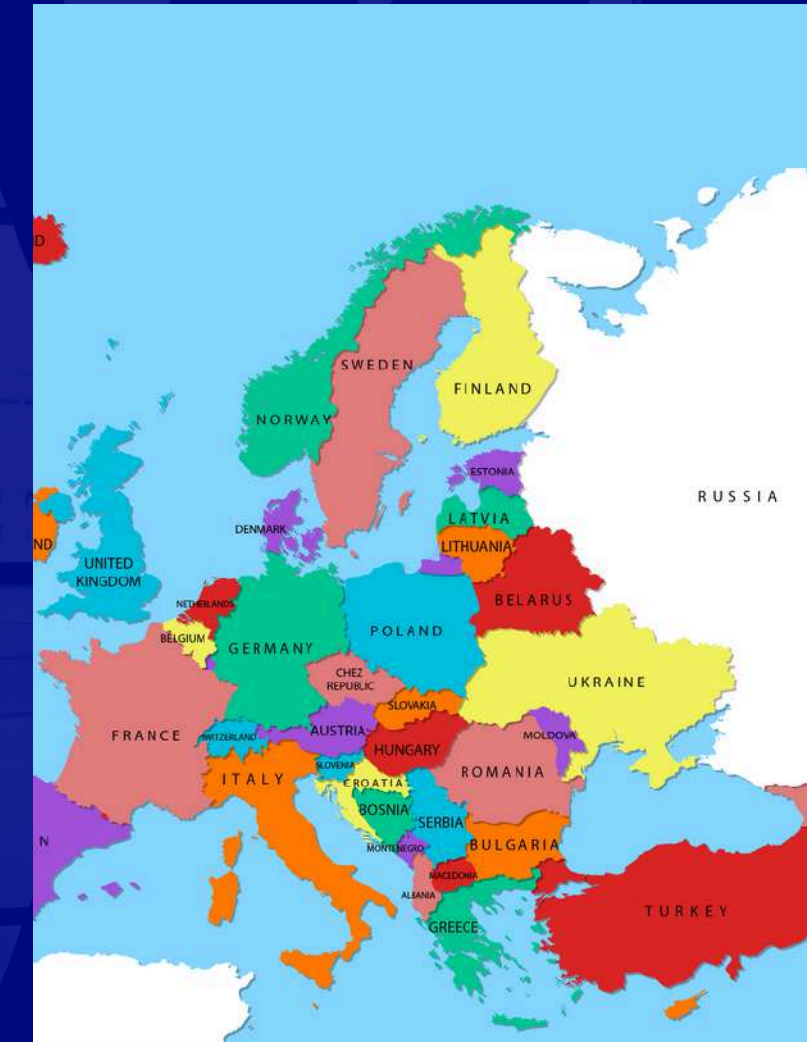 D
SWEDEN
FINLAND
NORWAY
ESTONIA
RUSSIA
LATVIA
DENMARK
ND
LITHUANIA
UNITED
KINGDOM
NETHERLANDS
BELARUS
BELGIUM
GERMANY
POLAND
CHEZ
REPUBLIC
UKRAINE
SLOVAKIA
FRANCE
SWITZERLAND
AUSTRIA
MOLDOVA
HUNGARY
SLOVENIA
ROMANIA
ITALY
CROATIA
BOSNIA
SERBIA
N
MONTENEGRO
BULGARIA
MACEDONIA
ALBANIA
TURKEY
GREECE